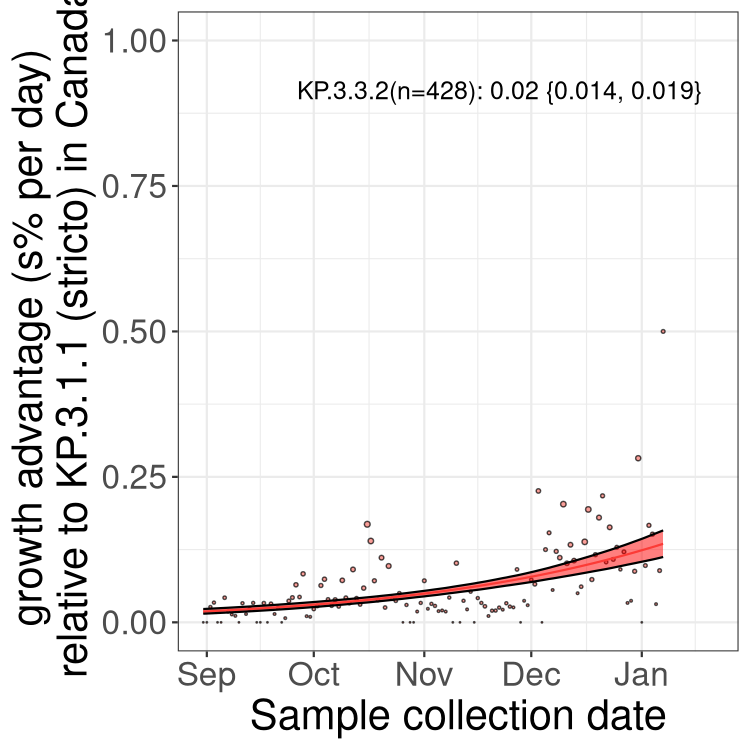 growth advantage (s% per day)
relative to KP.3.1.1 (stricto) in Canada
1.00
0.75
0.50
0.25
0.00
KP.3.3.2(n=428): 0.02 {0.014, 0.019}
Sep Oct Nov Dec Jan
Sample collection date